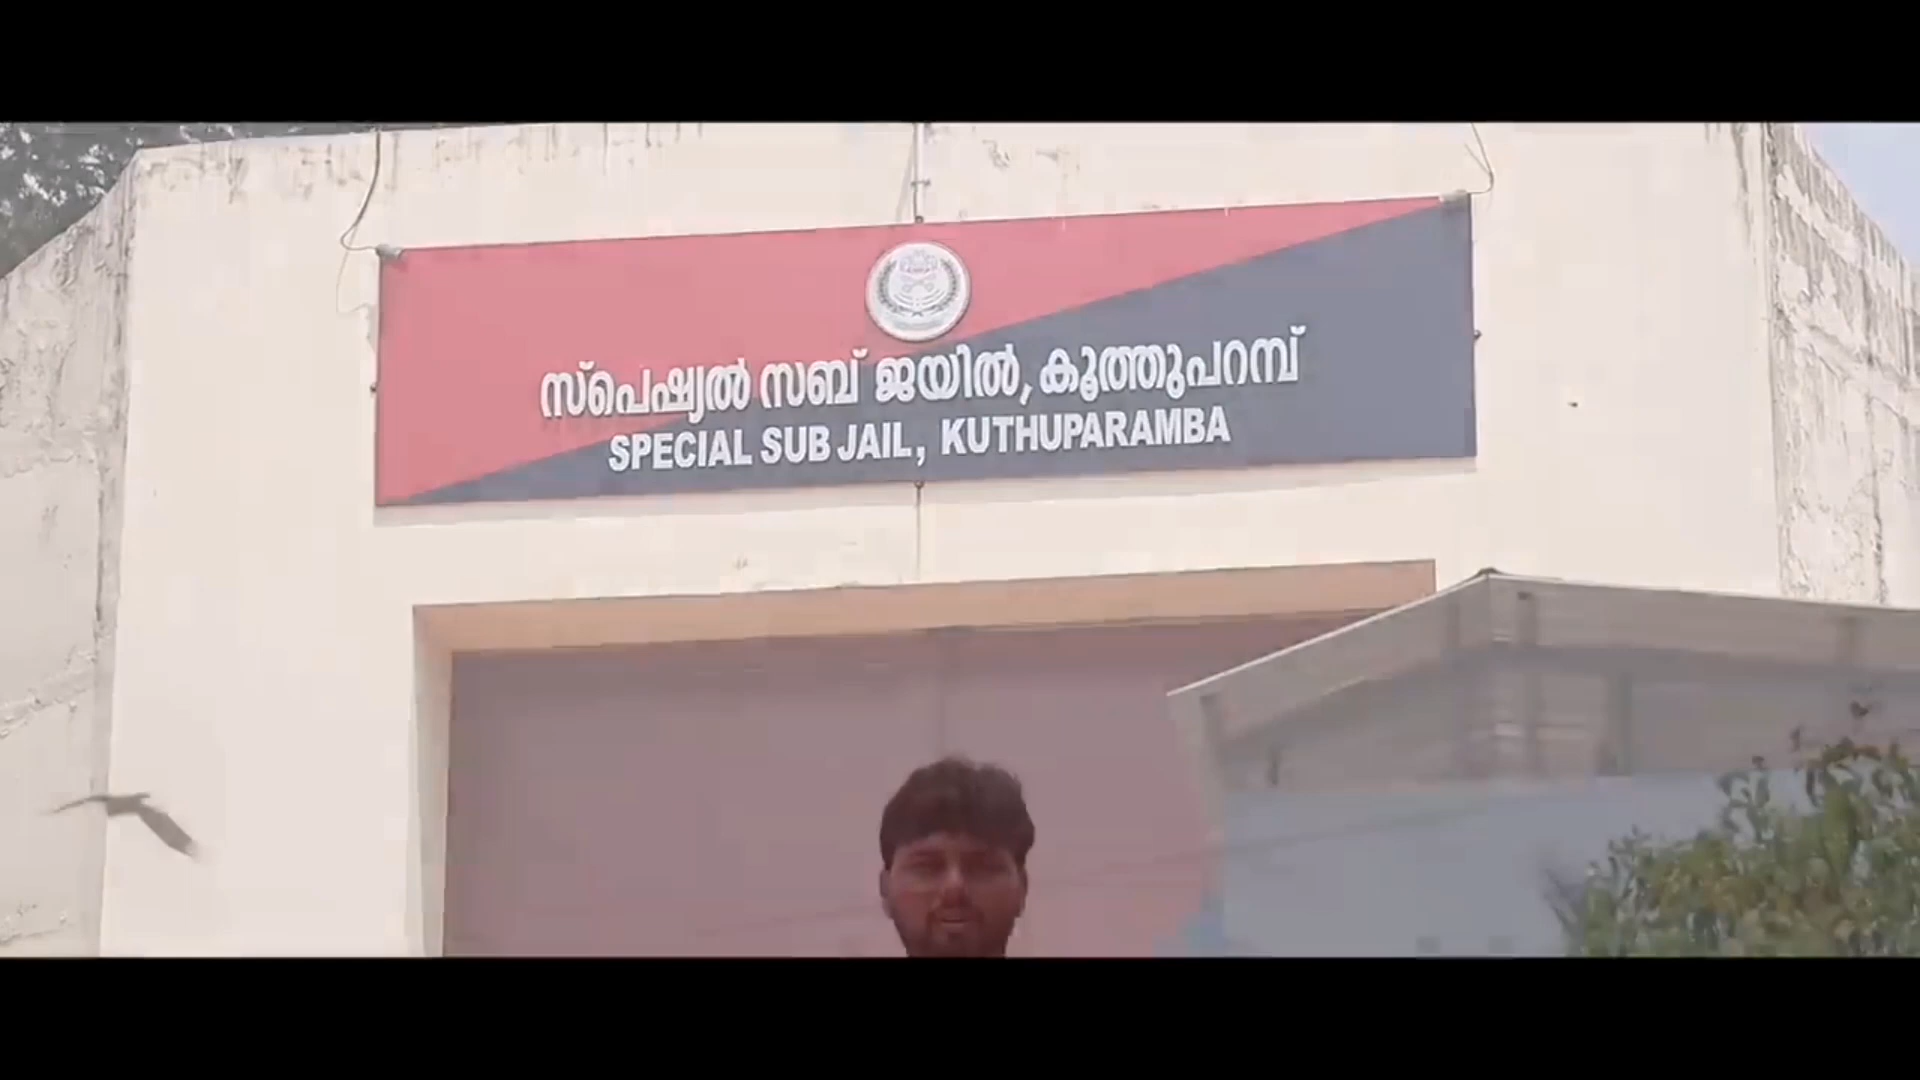 സ്പെഷ്യൽ സബ് ജയിൽ, കൂത്തുപറമ്പ്
SPECIAL SUB JAIL, KUTHUPARAMBA